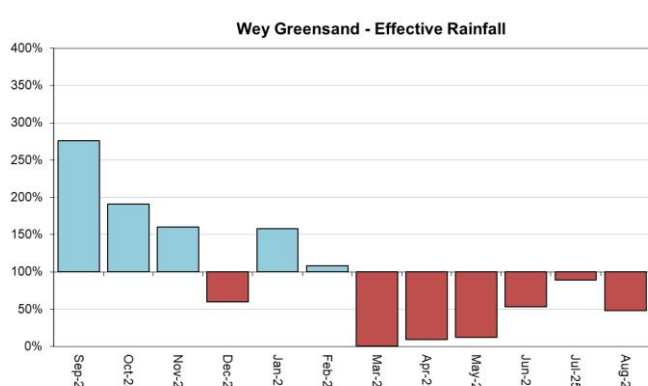 Wey Greensand - Effective Rainfall
400%
350%
300%
250%
200%
150%
100%
50%
0%
Sep-2
Oct-2
Nov-2
Dec-2
Jan-2
Feb-2
Mar-2
Apr-2
May-2
Jun-2
Jul-25
Aug-2